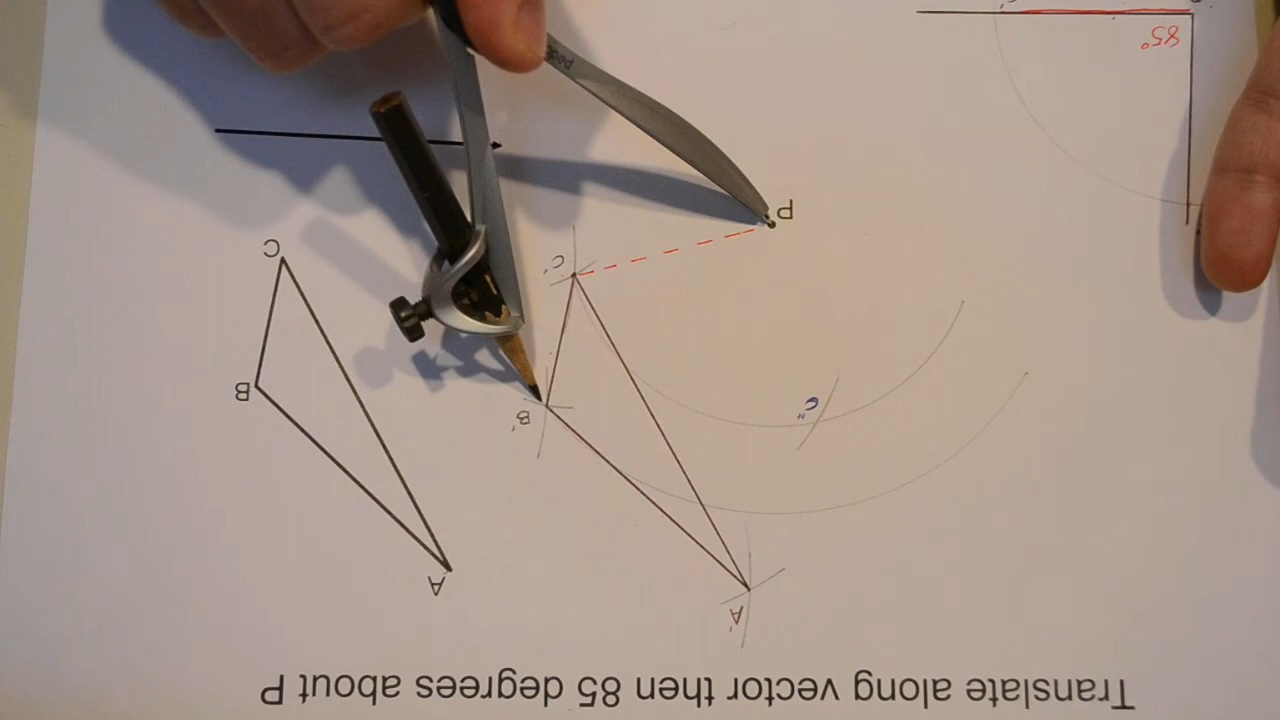 Translate along vector then 85 degrees about P
A'
A
B'
B
C"
C'
C
P
85°